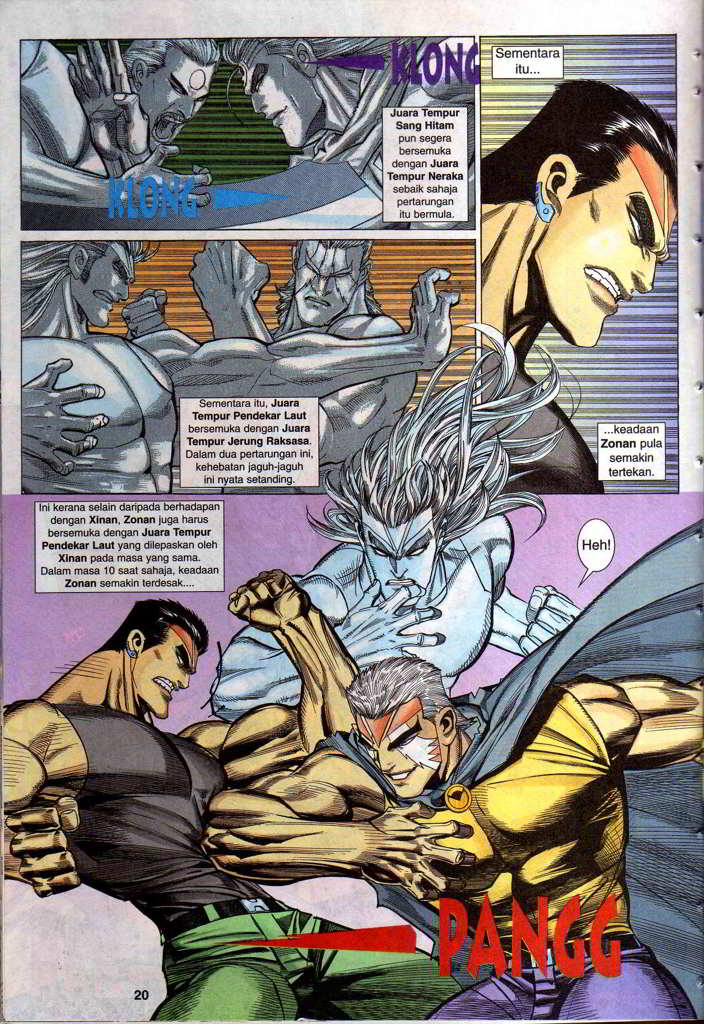 KLONG
KLONG
Juara Tempur
Sang Hitam
pun segera
bersemuka
dengan Juara
Tempur Neraka
sebaik sahaja
pertarungan
itu bermula.
Sementara
itu...
Sementara itu, Juara
Tempur Pendekar Laut
bersemuka dengan Juara
Tempur Jerung Raksasa.
Dalam dua pertarungan ini,
kehebatan jaguh-jaguh
ini nyata setanding.
...keadaan
Zonan pula
semakin
tertekan.
Ini kerana selain daripada berhadapan
dengan Xinan, Zonan juga harus
bersemuka dengan Juara Tempur
Pendekar Laut yang dilepaskan oleh
Xinan pada masa yang sama.
Dalam masa 10 saat sahaja, keadaan
Zonan semakin terdesak....
Heh!
PANGG
20